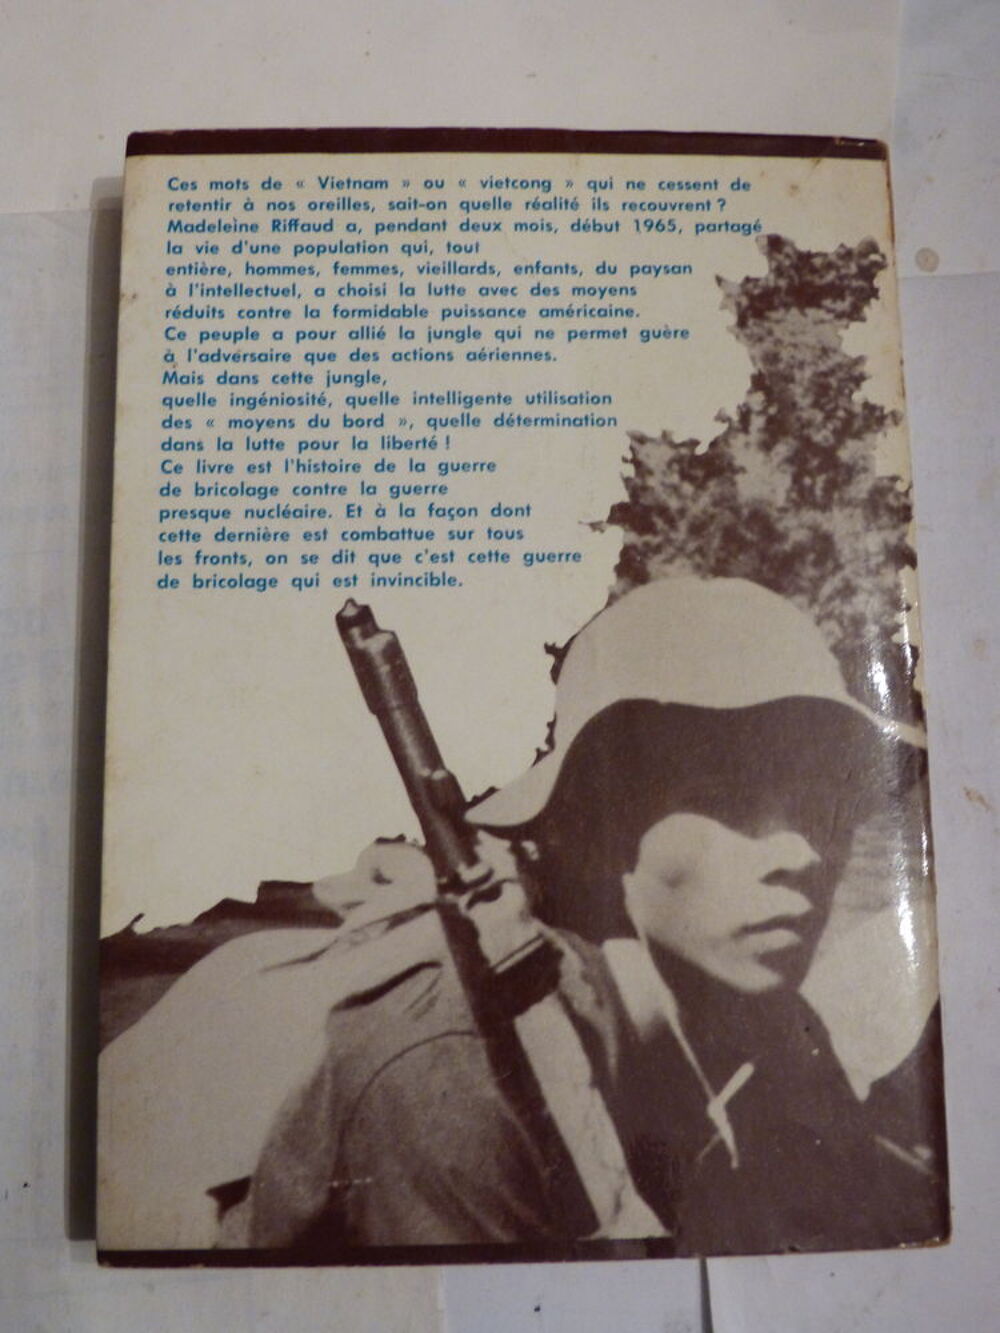 Ces mots de « Vietnam » ou « vietcong » qui ne cessent de
retentir à nos oreilles, sait-on quelle réalité ils recouvrent ?
Madeleine Riffaud a, pendant deux mois, début 1965, partagé
la vie d'une population qui, tout
entière, hommes, femmes, vieillards, enfants, du paysan
à l'intellectuel, a choisi la lutte avec des moyens
réduits contre la formidable puissance américaine.
Ce peuple a pour allié la jungle qui ne permet guère
à l'adversaire que des actions aériennes.
Mais dans cette jungle,
quelle ingéniosité, quelle intelligente utilisation
des « moyens du bord », quelle détermination
dans la lutte pour la liberté !
Ce livre est l'histoire de la guerre
de bricolage contre la guerre
presque nucléaire. Et à la façon dont
cette dernière est combattue sur tous
les fronts, on se dit que c'est cette guerre
de bricolage qui est invincible.